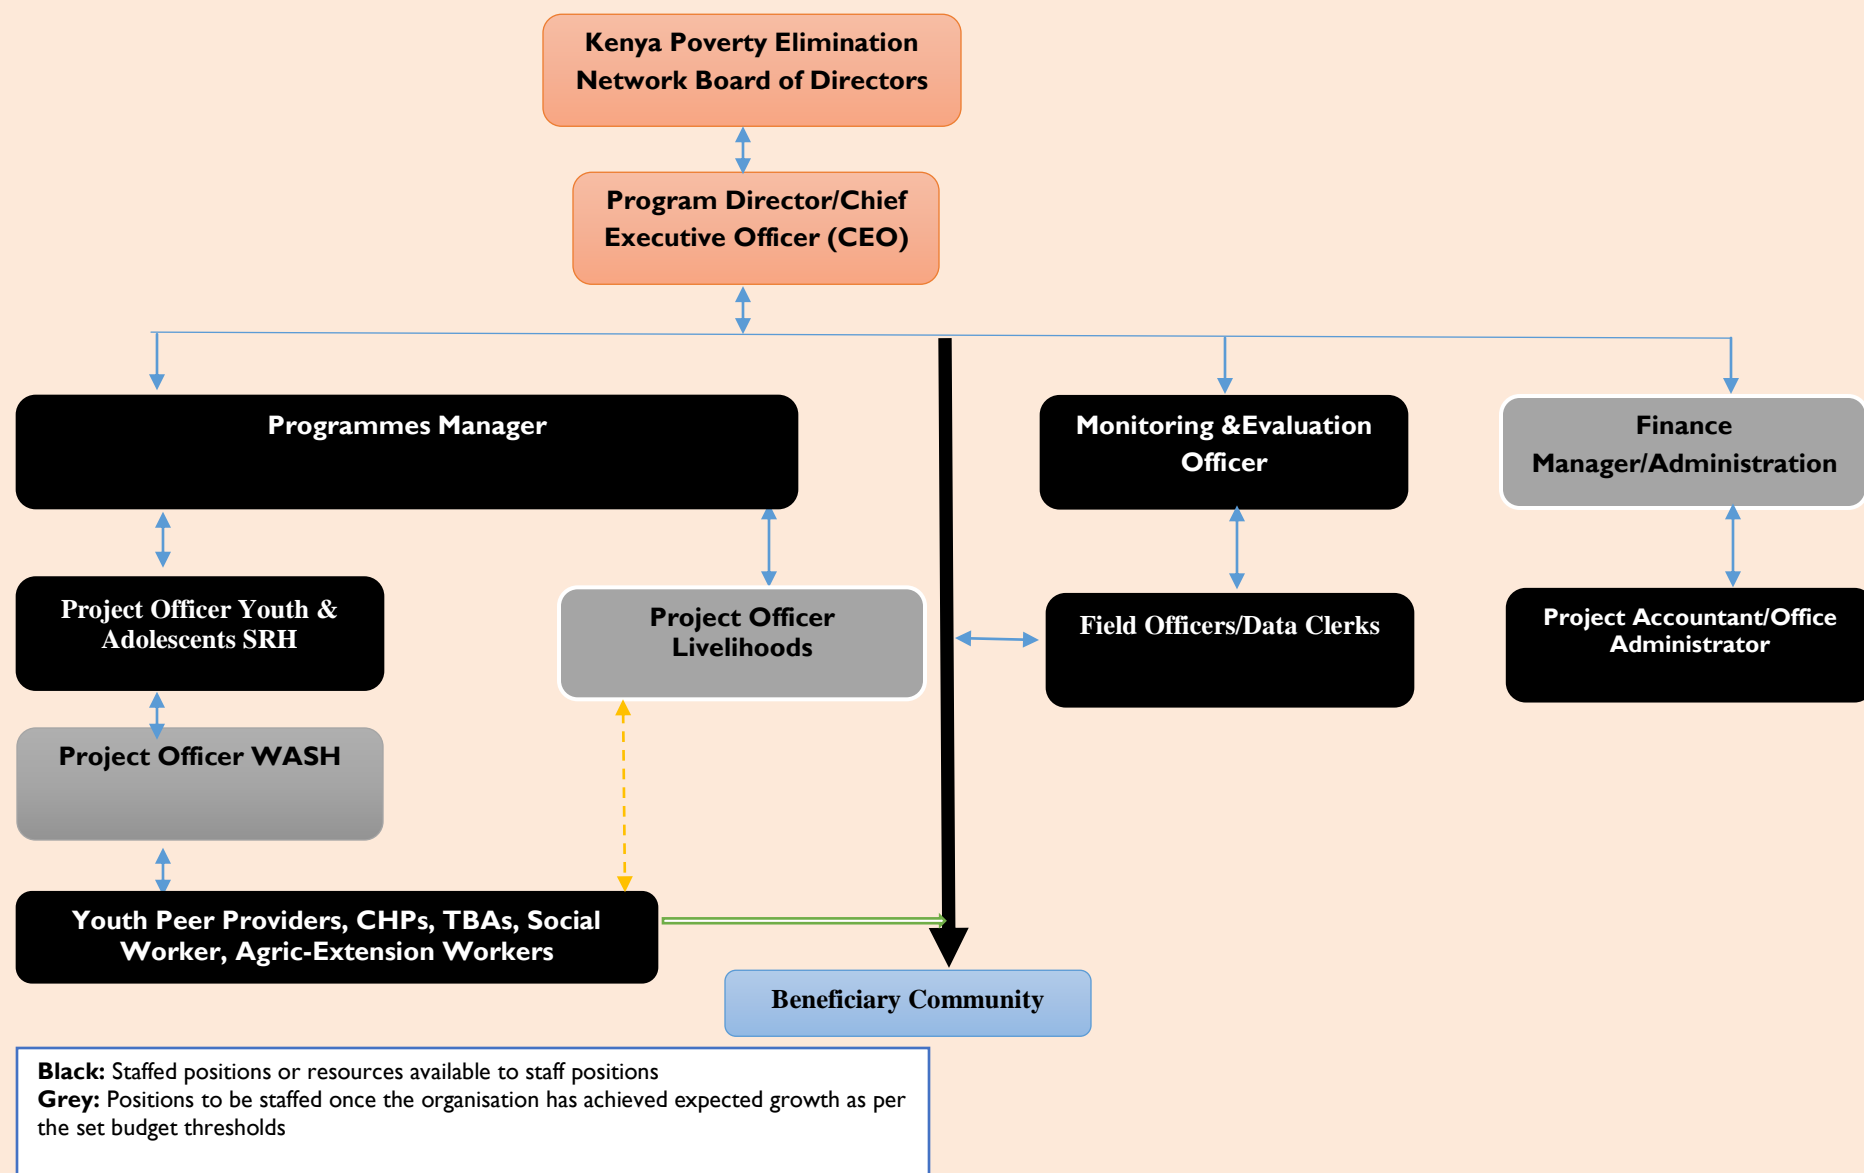 Kenya Poverty Elimination
Network Board of Directors
Program Director/Chief
Executive Officer (CEO)
Programmes Manager
Monitoring &Evaluation
Officer
Finance
Manager/Administration
Project Officer Youth &
Adolescents SRH
Project Officer
Livelihoods
Field Officers/Data Clerks
Project Accountant/Office
Administrator
Project Officer WASH
Youth Peer Providers, CHPs, TBAs, Social
Worker, Agric-Extension Workers
Beneficiary Community
Black: Staffed positions or resources available to staff positions
Grey: Positions to be staffed once the organisation has achieved expected growth as per
the set budget thresholds